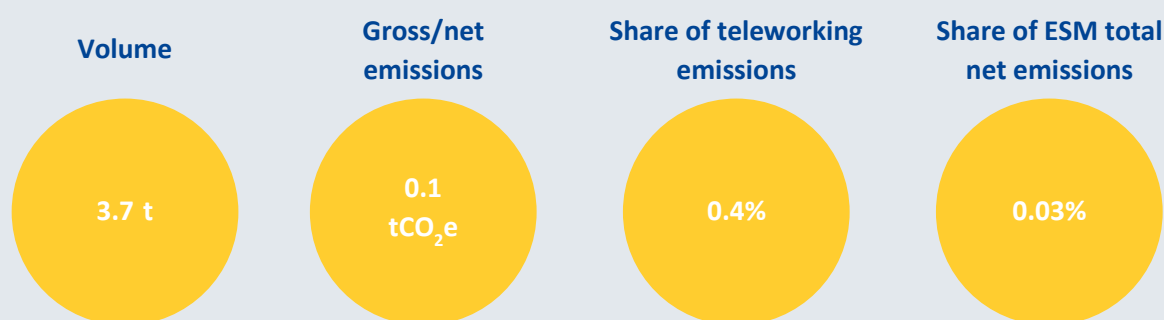 Volume
Gross/net
emissions
Share of teleworking
emissions
Share of ESM total
net emissions
3.7 t
0.1
tCO₂e
0.4%
0.03%